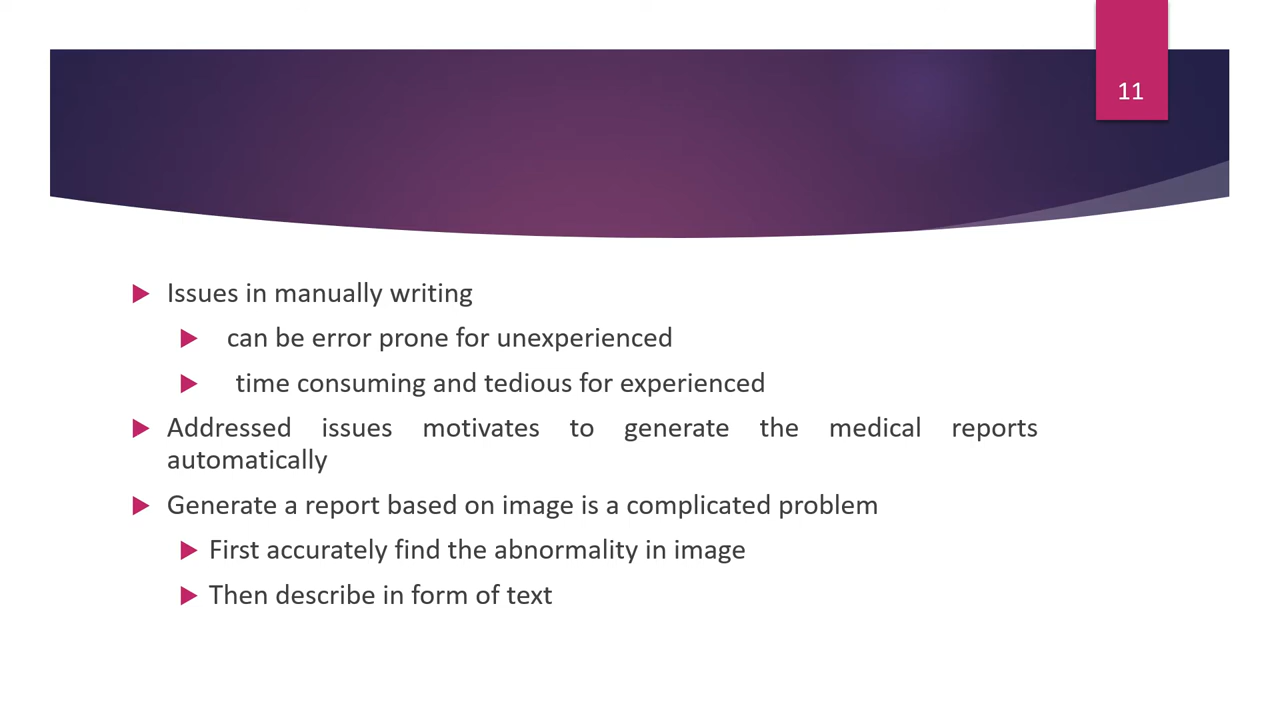 11
Issues in manually writing
can be error prone for unexperienced
time consuming and tedious for experienced
Addressed issues motivates to generate the medical reports
automatically
Generate a report based on image is a complicated problem
First accurately find the abnormality in image
Then describe in form of text